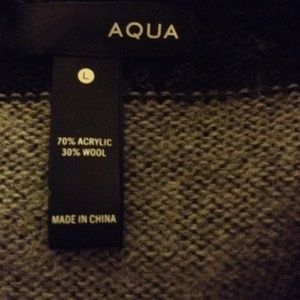 AQUA
L
70% ACRYLIC
30% WOOL
MADE IN CHINA